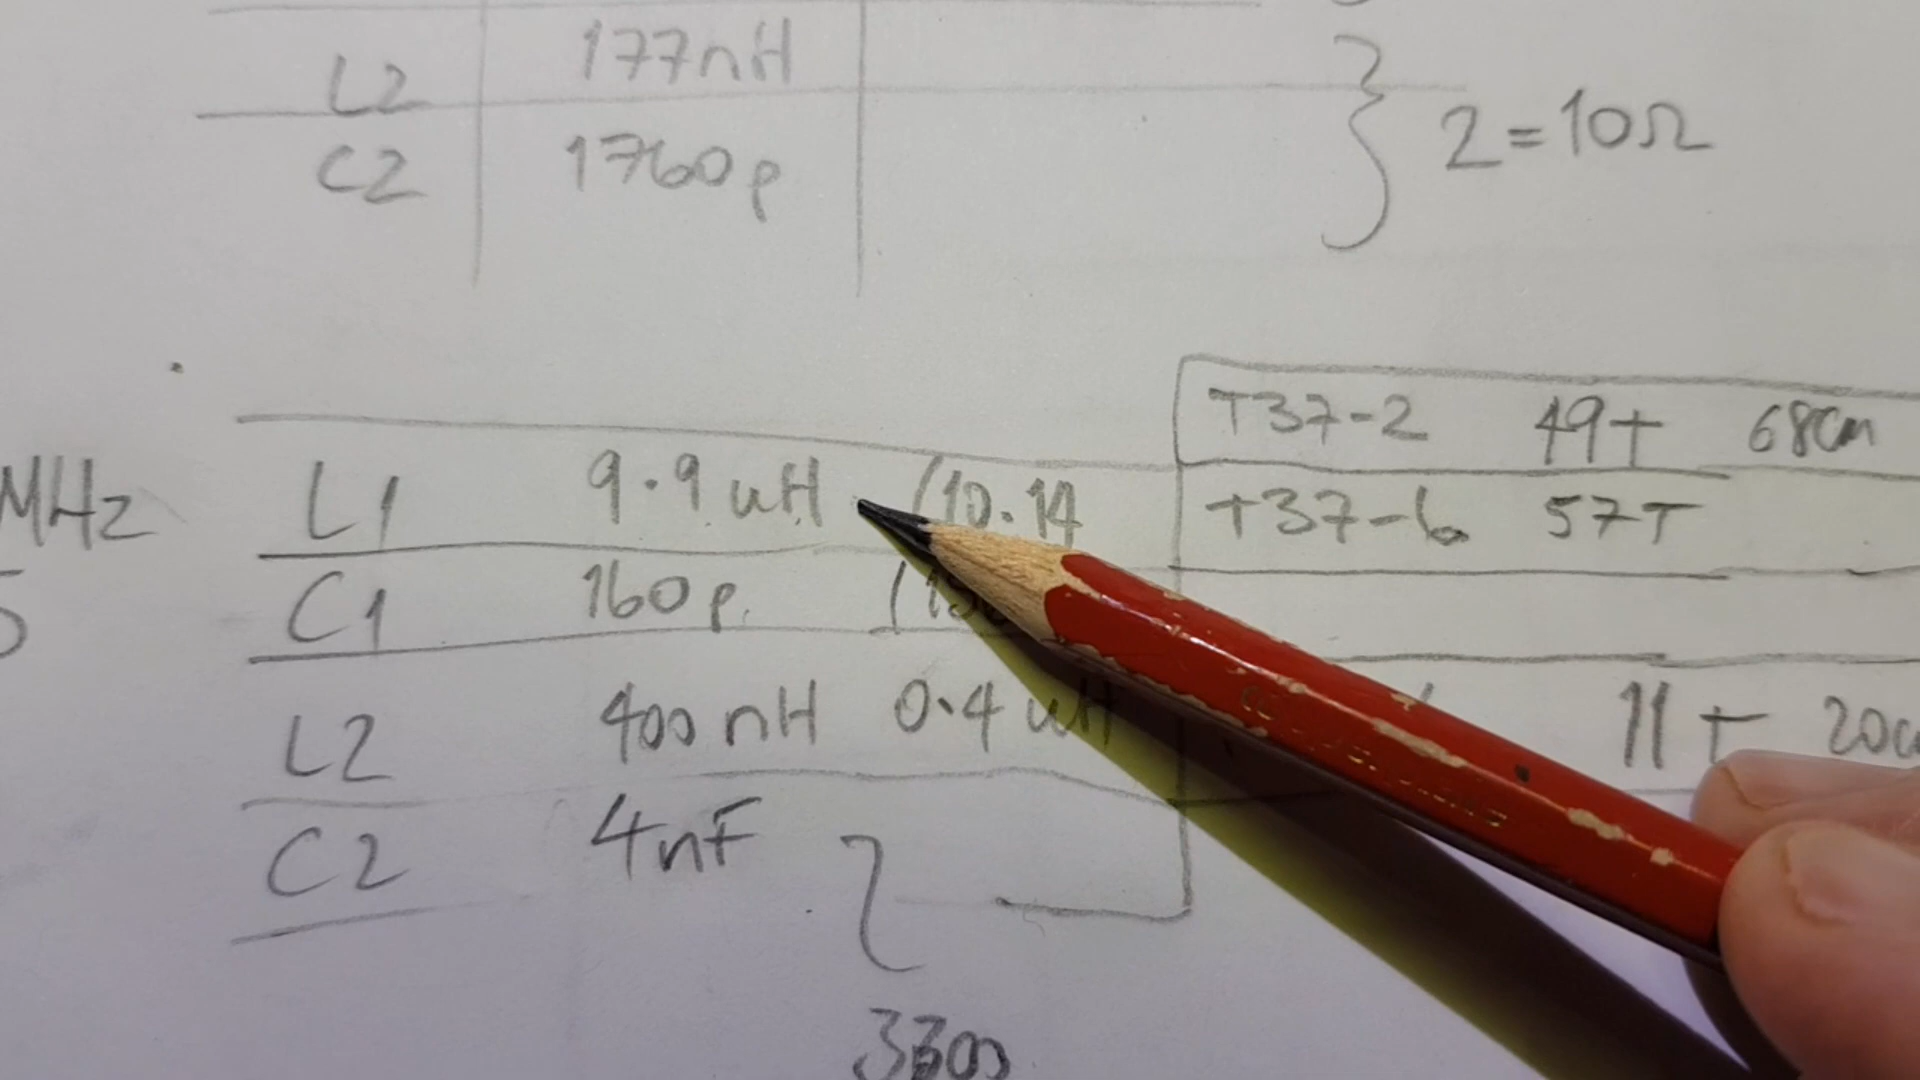 L2 177nH
C2 1760p
Z=10Ω
T37-2 49t 68cm
MHz L1 9.9uH (10.14 T37-6 57T
5 C1 160p
L2 400nH 0.4uH 11t
C2 4nF
3300